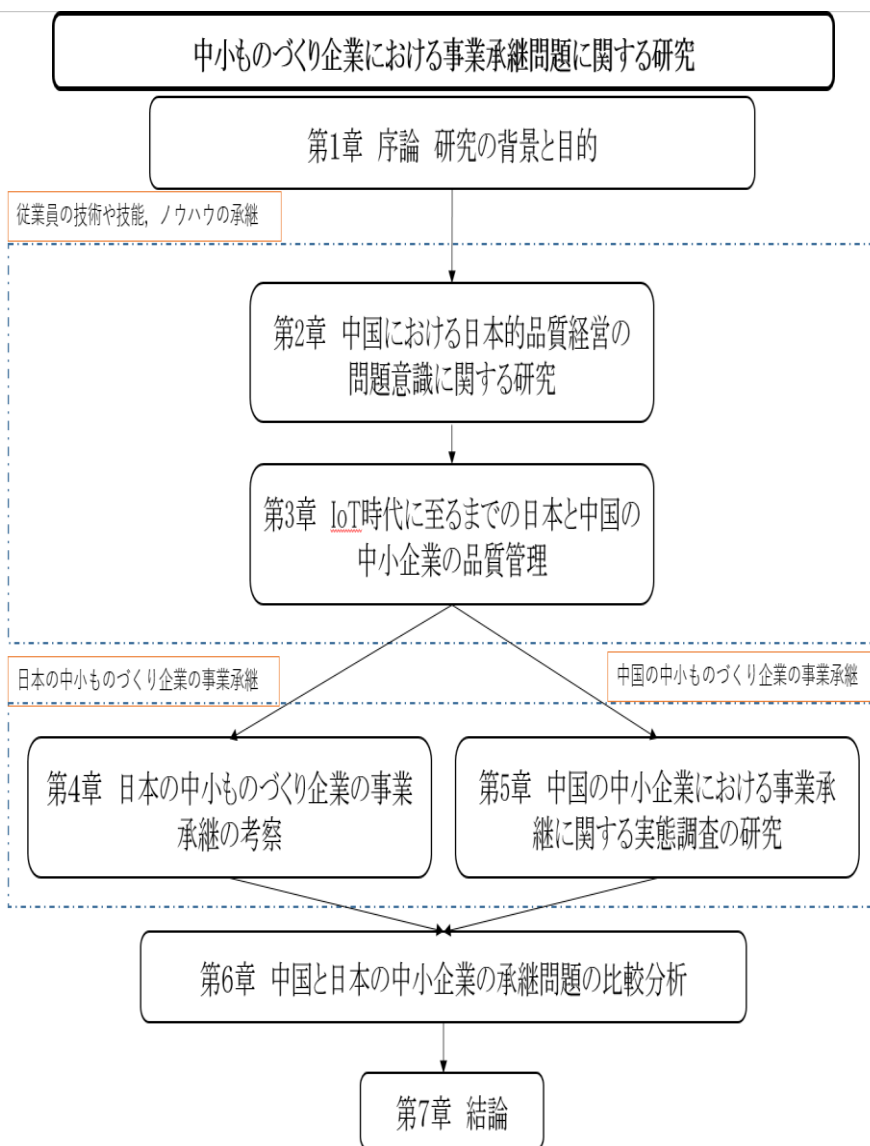 中小ものづくり企業における事業承継問題に関する研究
第1章 序論 研究の背景と目的
従業員の技術や技能，ノウハウの承継
第2章 中国における日本的品質経営の
問題意識に関する研究
第3章 IoT時代に至るまでの日本と中国の
中小企業の品質管理
日本の中小ものづくり企業の事業承継
中国の中小ものづくり企業の事業承継
第4章 日本の中小ものづくり企業の事業
承継の考察
第5章 中国の中小企業における事業承
継に関する実態調査の研究
第6章 中国と日本の中小企業の承継問題の比較分析
第7章 結論